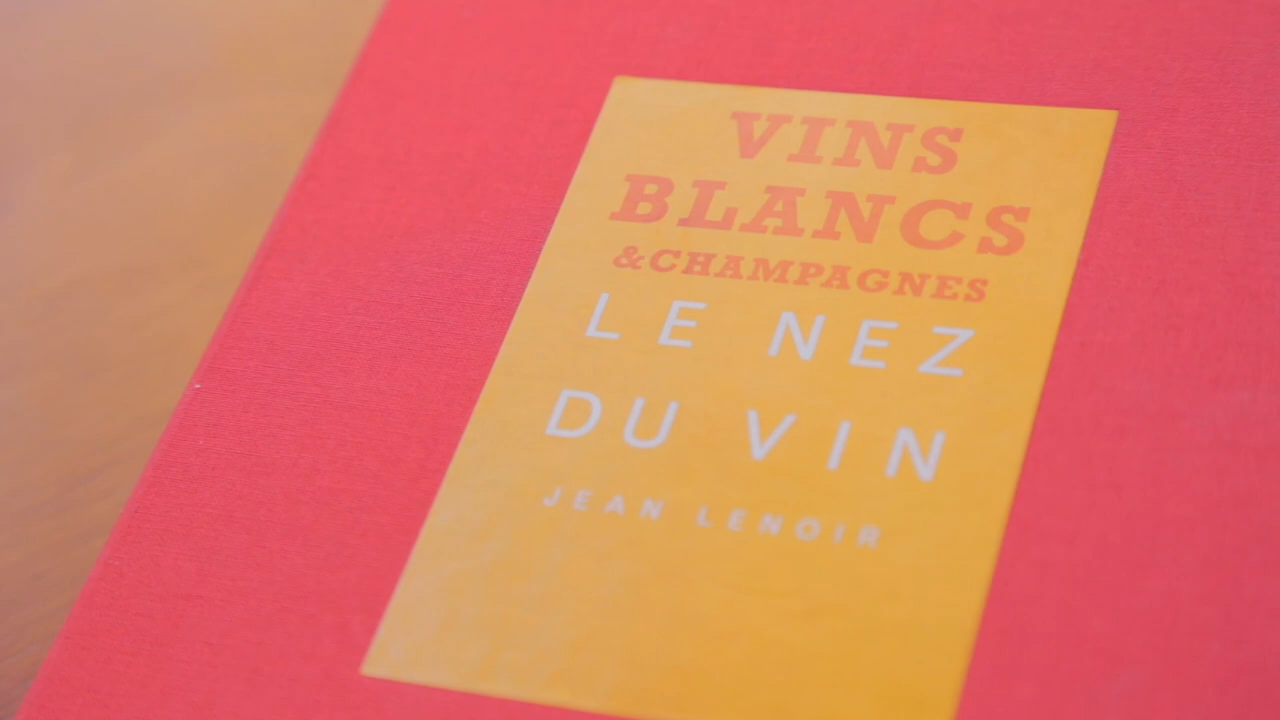 VINS
BLANCS
&CHAMPAGNES
LE NEZ
DU VIN
JEAN LENOIR